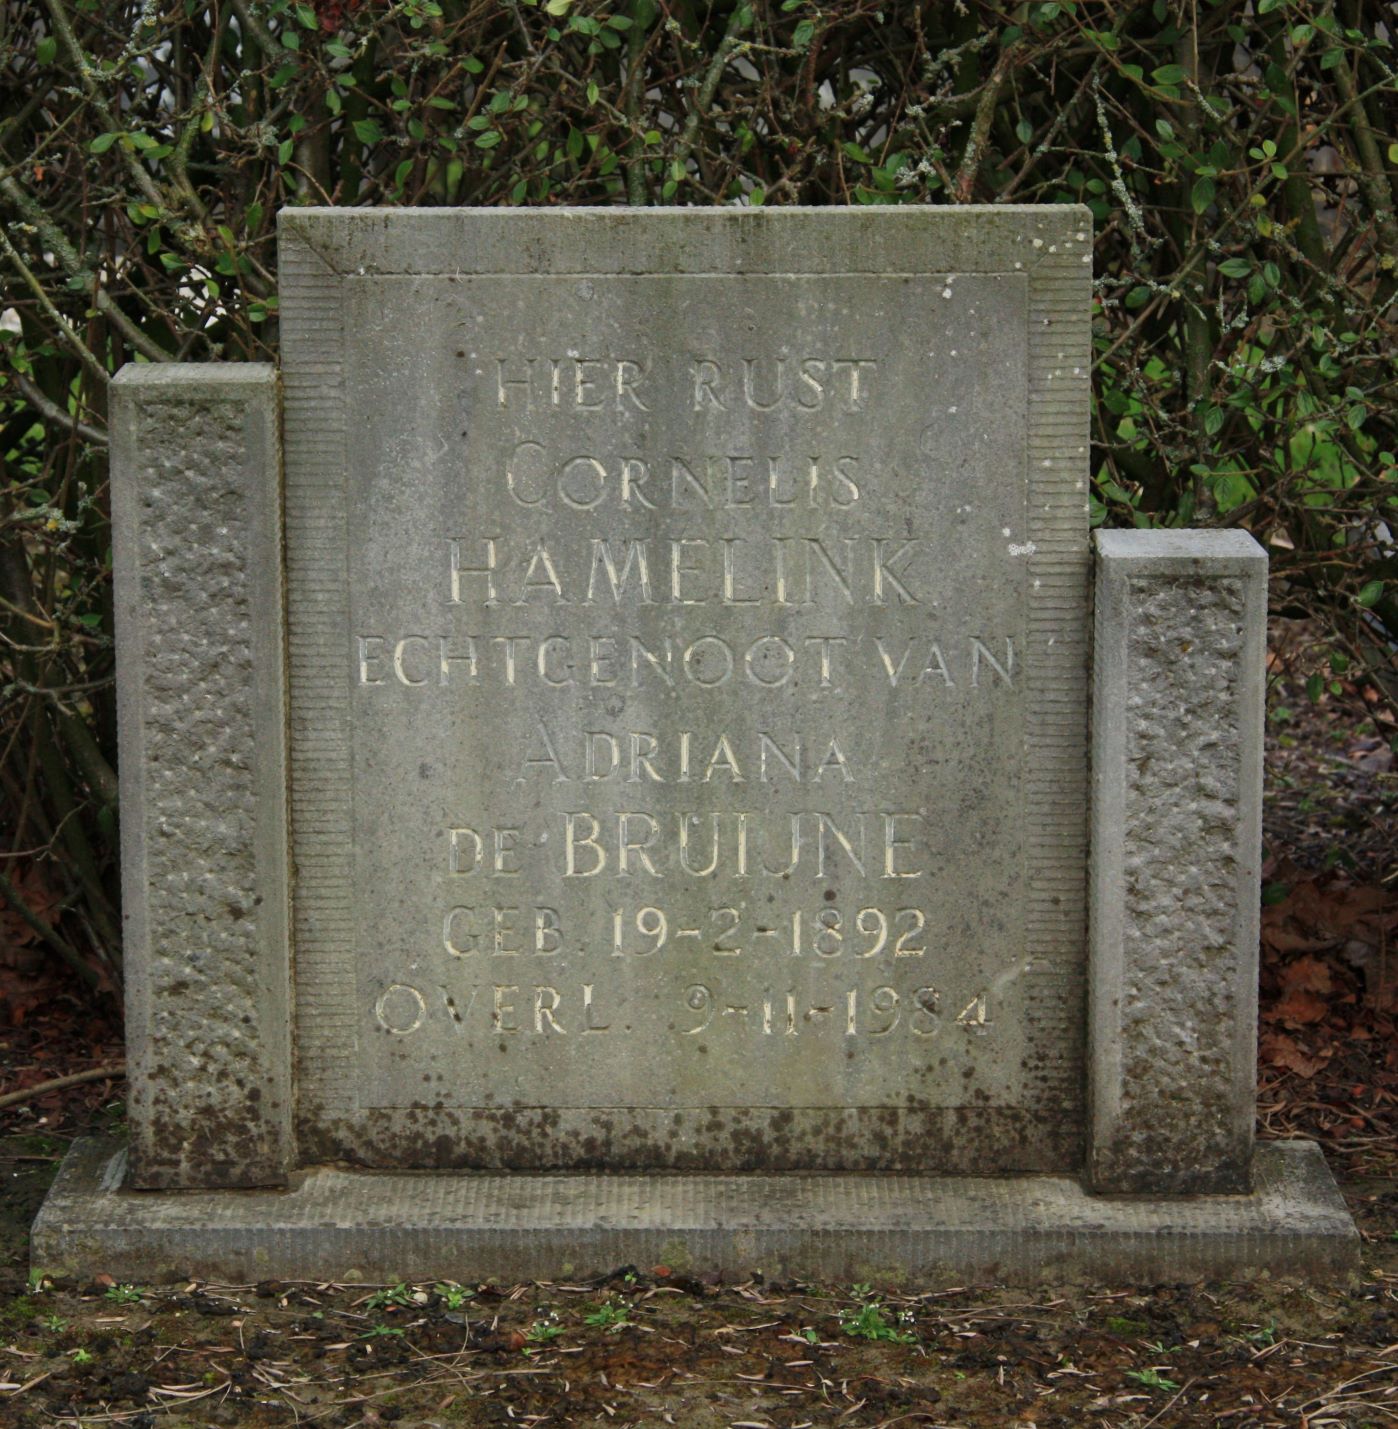 HIER RUST
CORNELIS
HAMELINK
ECHTGENOOT VAN
ADRIANA
DE BRUIJNE
GEB. 19-2-1892
OVERL. 9-11-1984